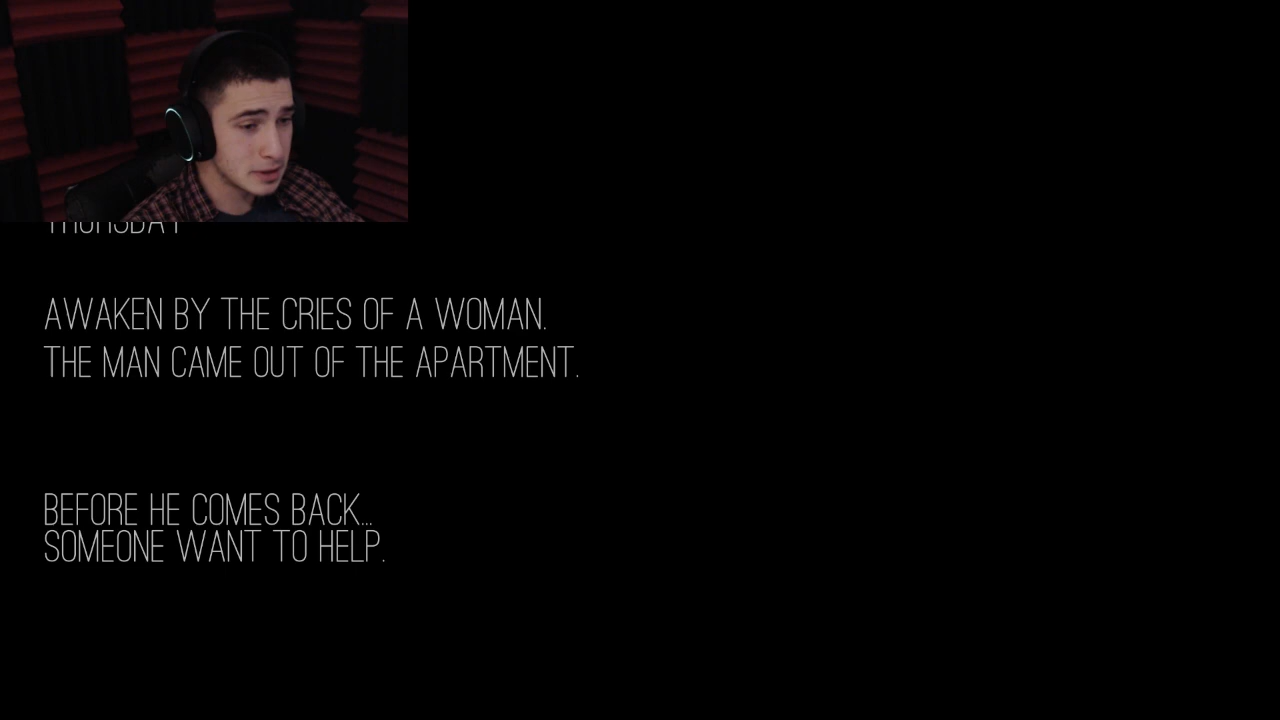 THURSDAY
AWAKEN BY THE CRIES OF A WOMAN.
THE MAN CAME OUT OF THE APARTMENT.
BEFORE HE COMES BACK...
SOMEONE WANT TO HELP.